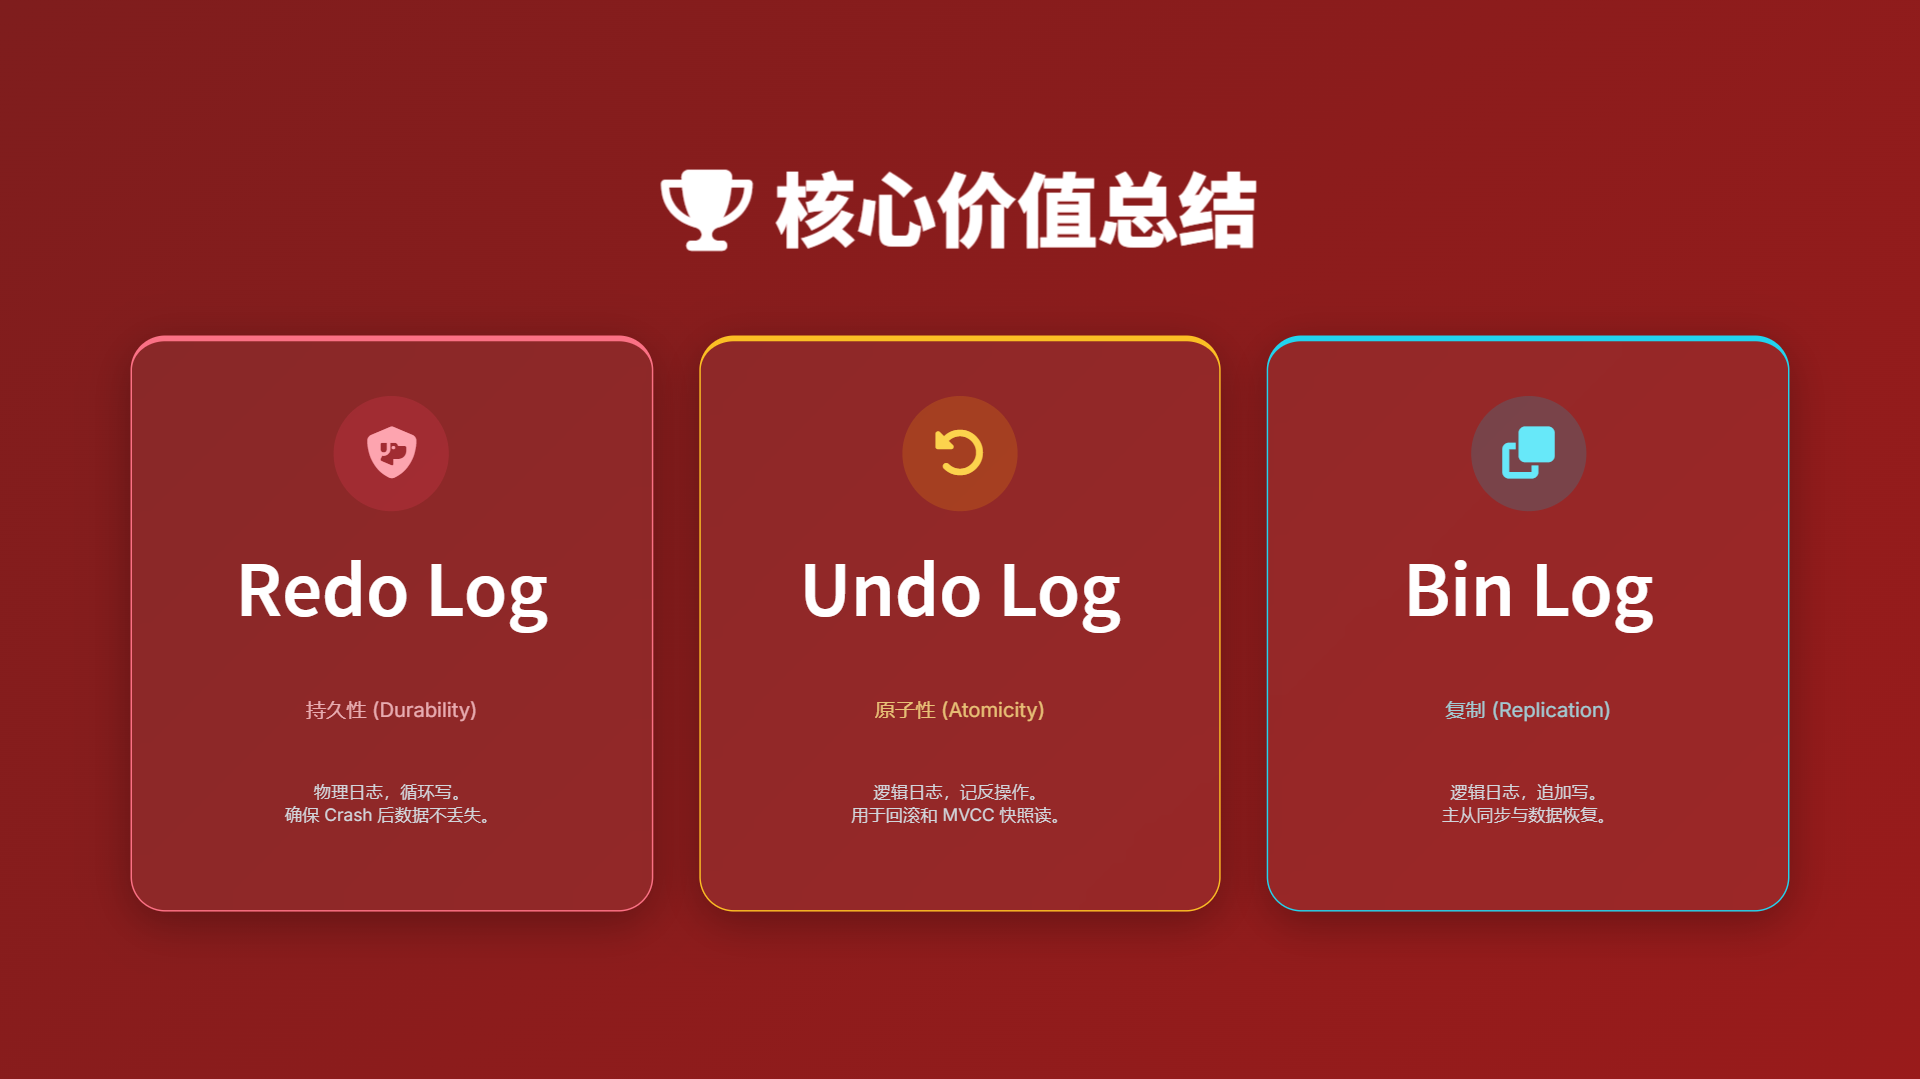 核心价值总结
Redo Log
持久性 (Durability)
物理日志，循环写。
确保 Crash 后数据不丢失。
Undo Log
原子性 (Atomicity)
逻辑日志，记反操作。
用于回滚和 MVCC 快照读。
Bin Log
复制 (Replication)
逻辑日志，追加写。
主从同步与数据恢复。